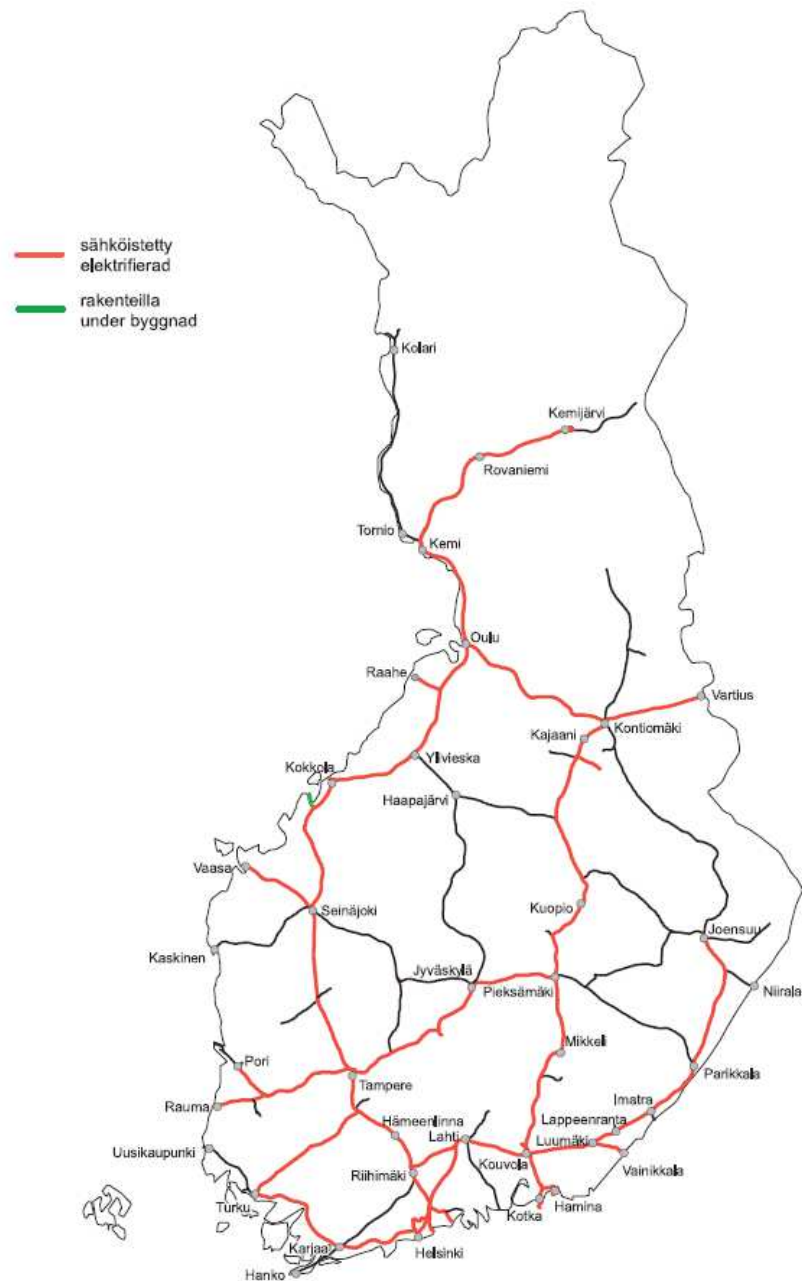 sähköistetty
elektrifierad
rakenteilla
under byggnad
Kolari
Kemijärvi
Rovaniemi
Tornio
Kemi
Oulu
Raahe
Vartius
Kontiomäki
Kajaani
Ylivieska
Kokkola
Haapajärvi
Vaasa
Seinäjoki
Kuopio
Joensuu
Kaskinen
Jyväskylä
Pieksämäki
Niirala
Mikkeli
Pori
Parikkala
Tampere
Rauma
Imatra
Hämeenlinna
Lappeenranta
Lahti
Luumäki
Uusikaupunki
Kouvola
Vainikkala
Riihimäki
Turku
Hamina
Kotka
Karjaa
Helsinki
Hanko